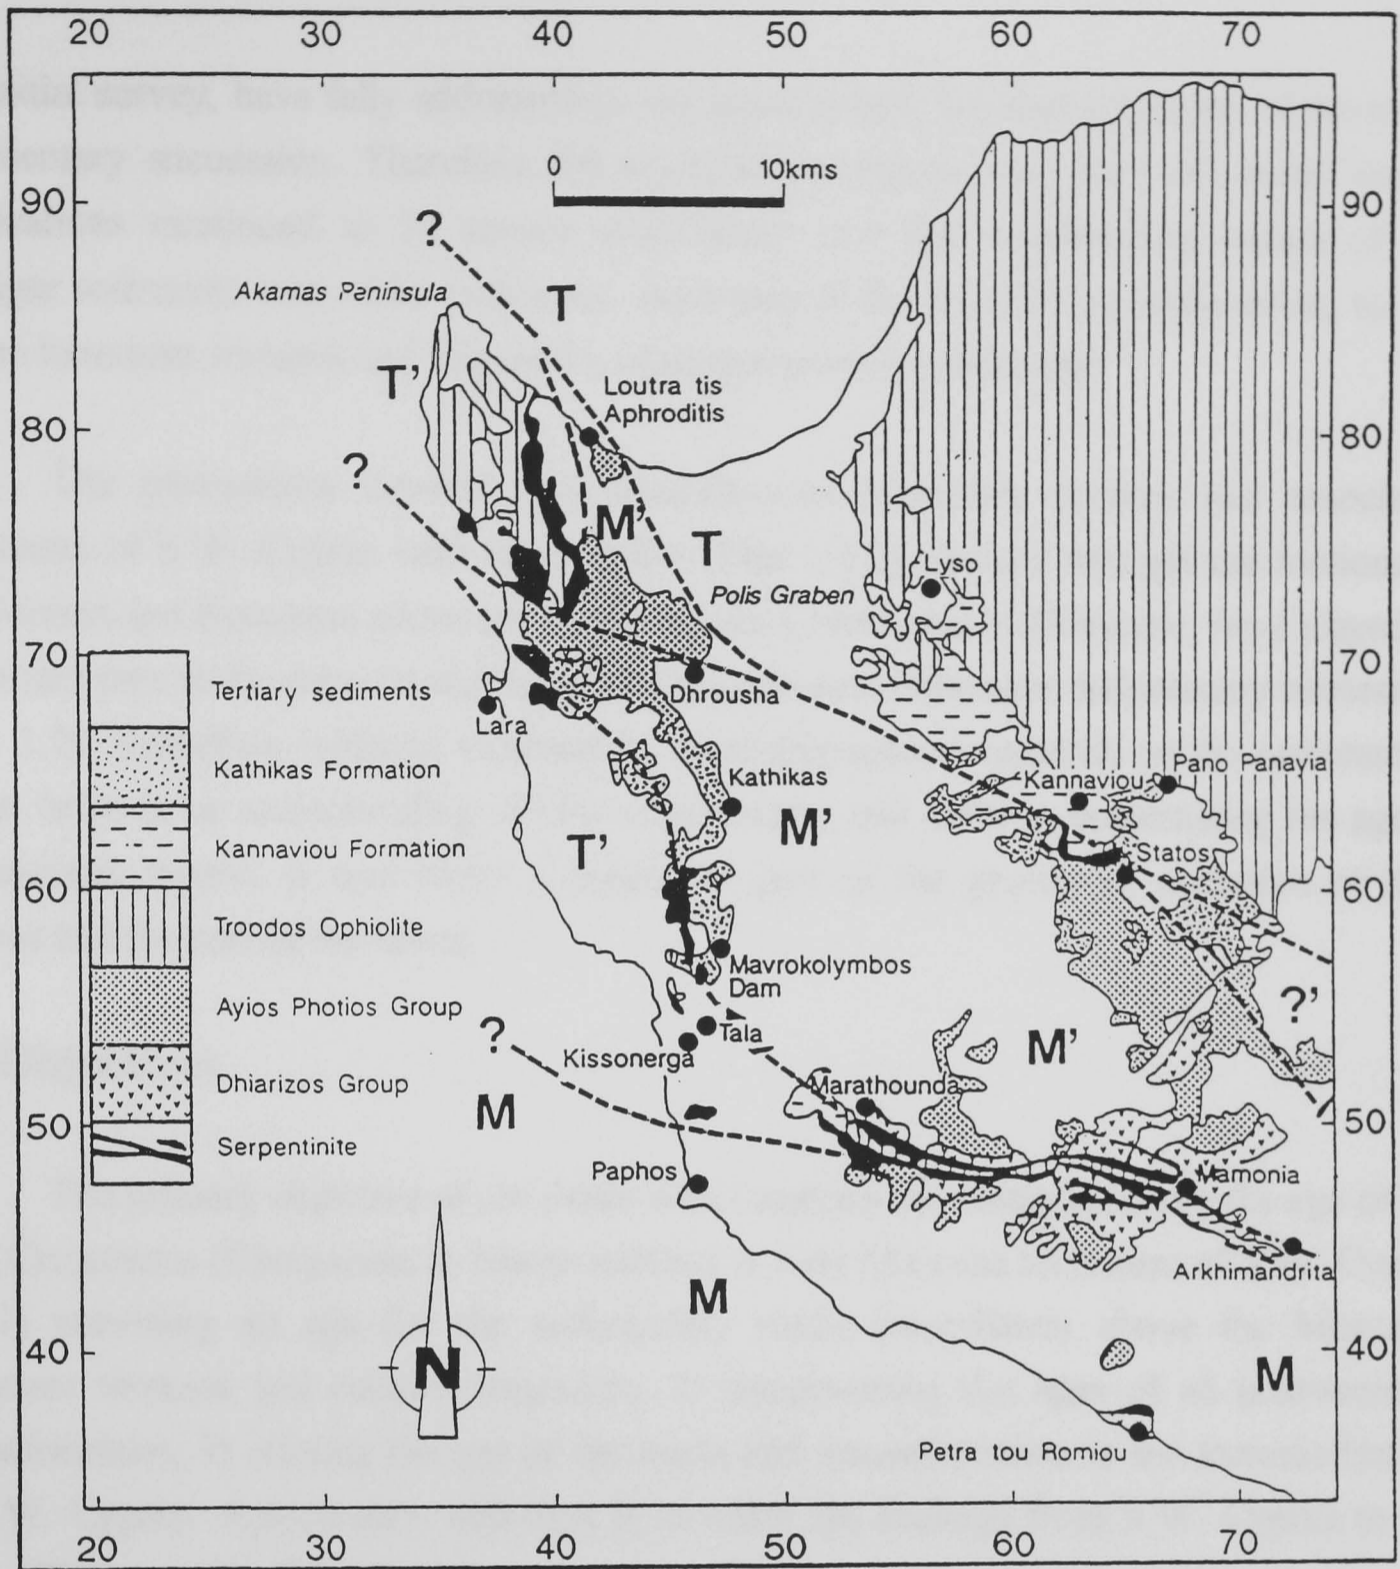 20 30 40 50 60 70
0 10kms
90 90
?
Akamas Peninsula
T
T'
Loutra tis
Aphroditis
80 80
?
M'
T
Lyso
Polis Graben
70 70
Tertiary sediments
Dhrousha
Lara
Kathikas Formation
Kathikas
Kannaviou
Pano Panayia
M'
T'
Kannaviou Formation
Statos
60 60
Troodos Ophiolite
Mavrokolymbos
Dam
Ayios Photios Group
?'
?
Tala
Kissonerga
M'
Dhiarizos Group
Marathounda
M
50 50
Serpentinite
Paphos
Mamonia
Arkhimandrita
M
N
M
40 40
Petra tou Romiou
20 30 40 50 60 70